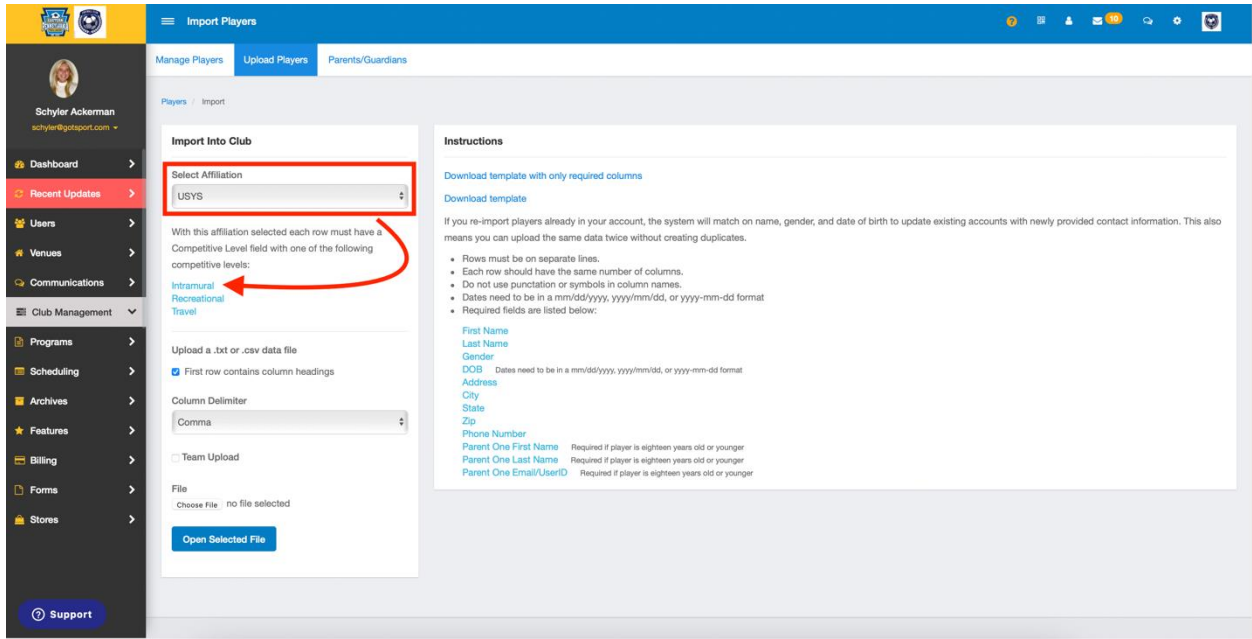 Import Players
10
Schyler Ackerman
schyler@gotsport.com
Dashboard
Recent Updates
Users
Venues
Communications
Club Management
Programs
Scheduling
Archives
Features
Billing
Forms
Stores
Support
Manage Players
Upload Players
Parents/Guardians
Players / Import
Import Into Club
Select Affiliation
USYS
With this affiliation selected each row must have a
Competitive Level field with one of the following
competitive levels:
Intramural
Recreational
Travel
Upload a .txt or .csv data file
First row contains column headings
Column Delimiter
Comma
Team Upload
File
Choose File no file selected
Open Selected File
Instructions
Download template with only required columns
Download template
If you re-import players already in your account, the system will match on name, gender, and date of birth to update existing accounts with newly provided contact information. This also
means you can upload the same data twice without creating duplicates.
• Rows must be on separate lines.
• Each row should have the same number of columns.
• Do not use punctation or symbols in column names.
• Dates need to be in a mm/dd/yyyy, yyyy/mm/dd, or yyyy-mm-dd format
• Required fields are listed below:
First Name
Last Name
Gender
DOB Dates need to be in a mm/dd/yyyy, yyyy/mm/dd, or yyyy-mm-dd format
Address
City
State
Zip
Phone Number
Parent One First Name Required if player is eighteen years old or younger
Parent One Last Name Required if player is eighteen years old or younger
Parent One Email/UserID Required if player is eighteen years old or younger